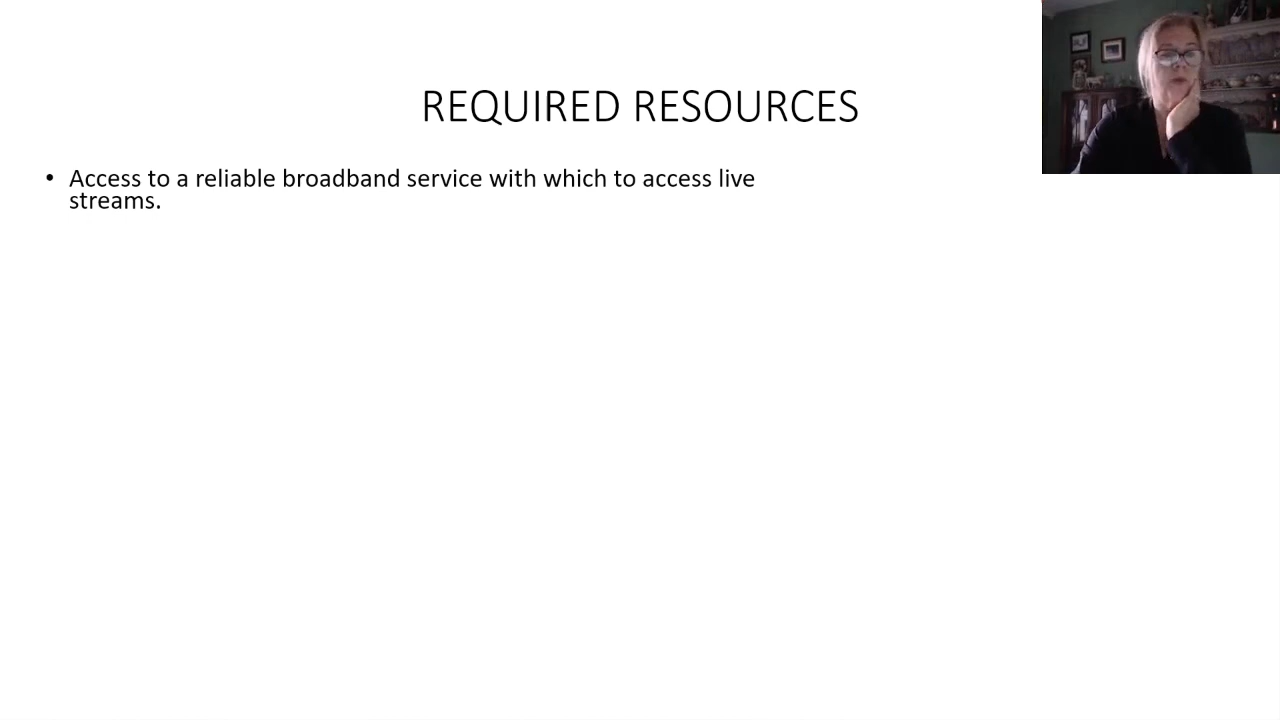 REQUIRED RESOURCES
• Access to a reliable broadband service with which to access live
streams.